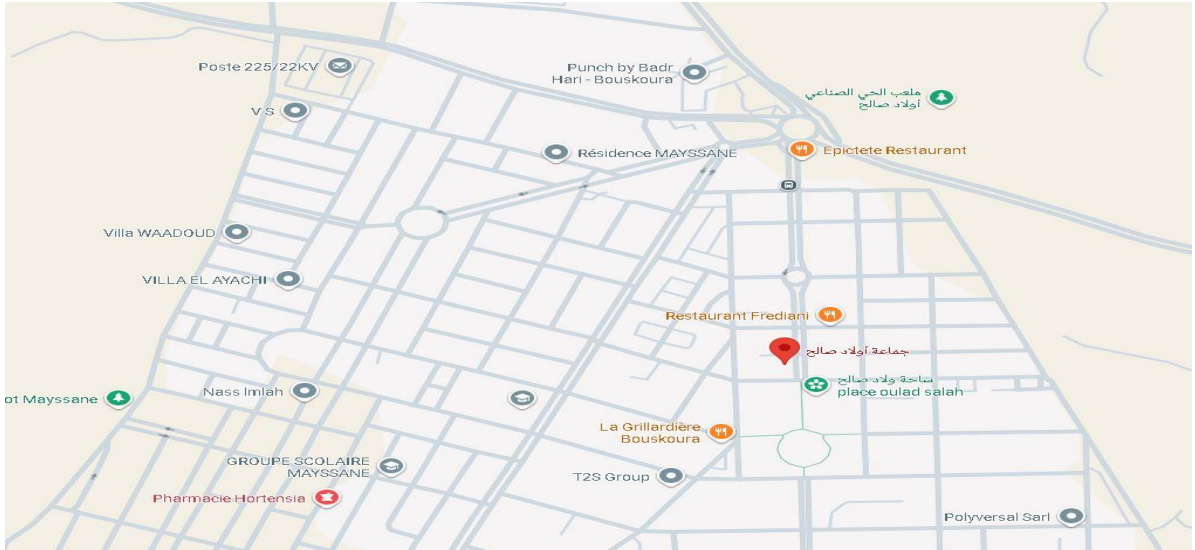 Poste 225/22KV
Punch by Badr
Hari - Bouskoura
ملعب الحي الصناعي
أولاد صالح
V S
Résidence MAYSSANE
Epictete Restaurant
Villa WAADOUD
VILLA EL AYACHI
Restaurant Frediani
جماعة أولاد صالح
ساحة ولاد صالح
place oulad salah
Nass Imlah
ot Mayssane
La Grillardière
Bouskoura
GROUPE SCOLAIRE
MAYSSANE
T2S Group
Pharmacie Hortensia
Polyversal Sarl